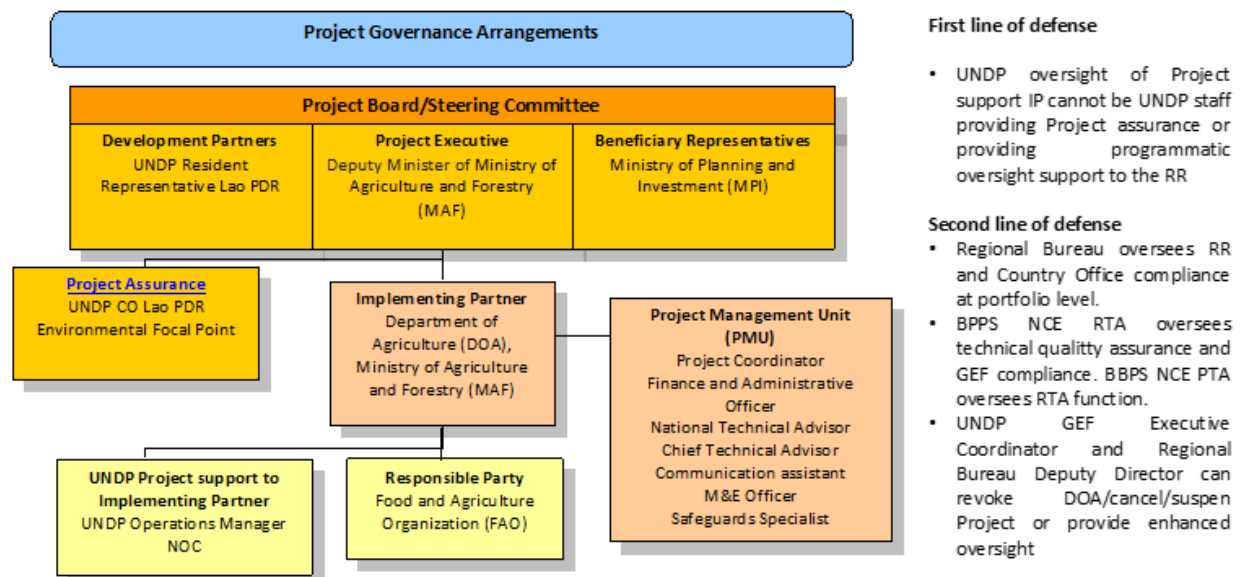 Project Governance Arrangements
Project Board/Steering Committee
Development Partners
UNDP Resident
Representative Lao PDR
Project Executive
Deputy Minister of Ministry of
Agriculture and Forestry
(MAF)
Beneficiary Representatives
Ministry of Planning and
Investment (MPI)
Project Assurance
UNDP CO Lao PDR
Environmental Focal Point
Implementing Partner
Department of
Agriculture (DOA),
Ministry of Agriculture
and Forestry (MAF)
Project Management Unit
(PMU)
Project Coordinator
Finance and Administrative
Officer
National Technical Advisor
Chief Technical Advisor
Communication assistant
M&E Officer
Safeguards Specialist
UNDP Project support to
Implementing Partner
UNDP Operations Manager
NOC
Responsible Party
Food and Agriculture
Organization (FAO)
First line of defense
• UNDP oversight of Project
support IP cannot be UNDP staff
providing Project assurance or
providing programmatic
oversight support to the RR
Second line of defense
• Regional Bureau oversees RR
and Country Office compliance
at portfolio level.
• BPPS NCE RTA oversees
technical qualitty assurance and
GEF compliance. BBPS NCE PTA
oversees RTA function.
• UNDP GEF Executive
Coordinator and Regional
Bureau Deputy Director can
revoke DOA/cancel/suspen
Project or provide enhanced
oversight